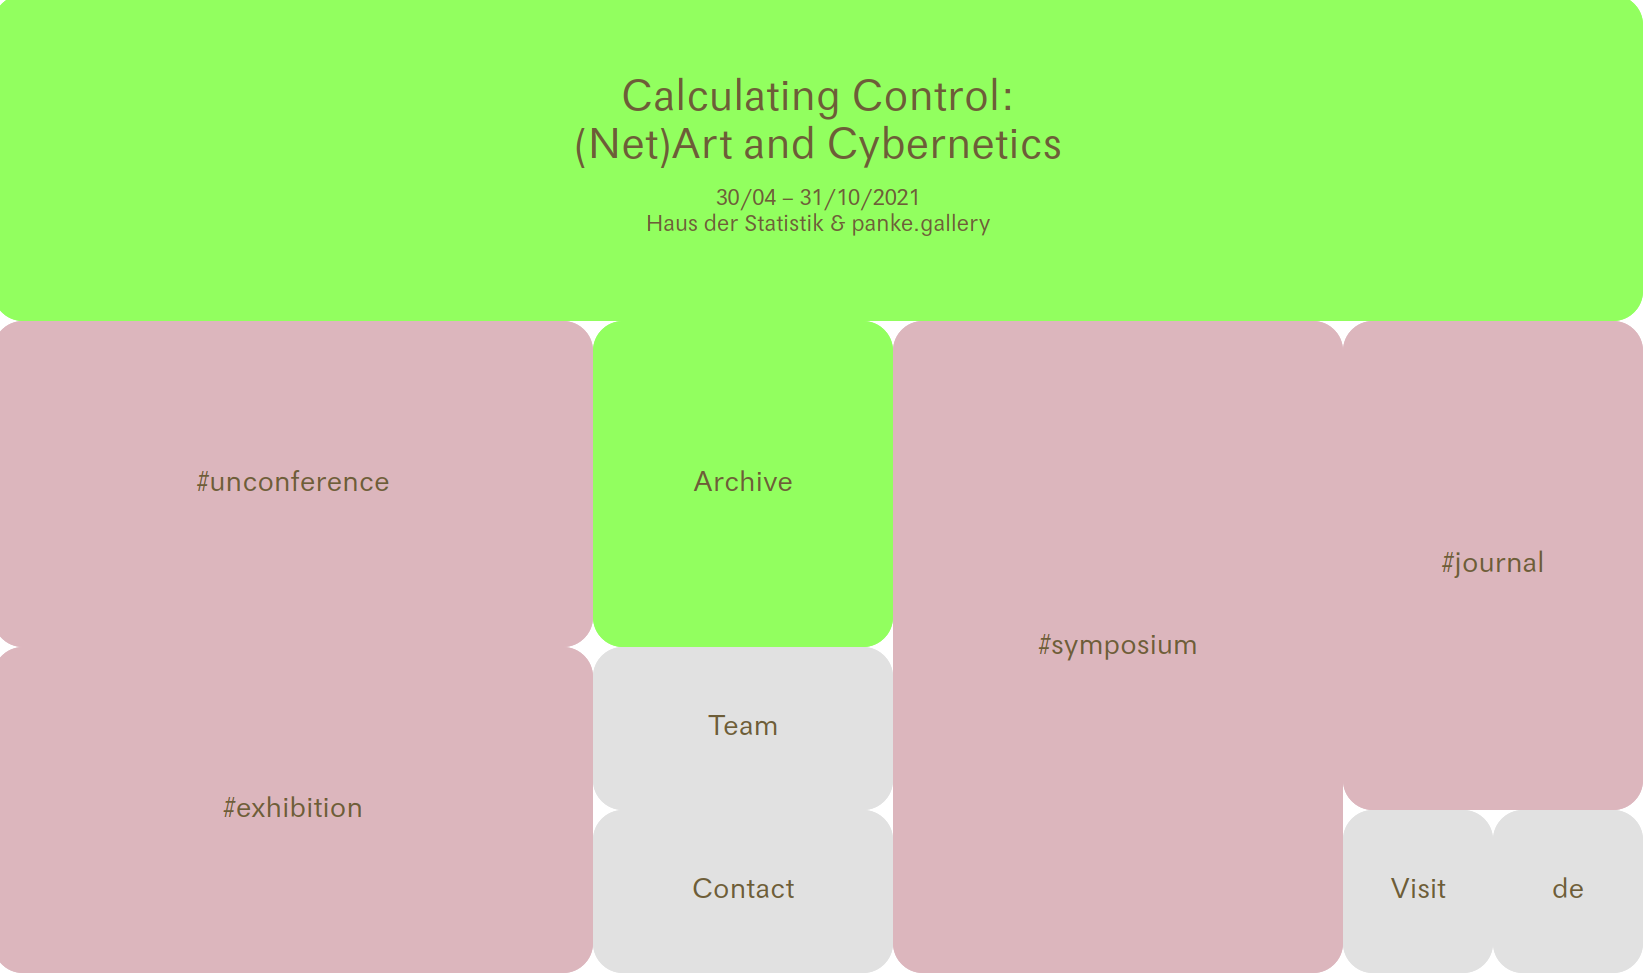 Calculating Control:
(Net)Art and Cybernetics
30/04 – 31/10/2021
Haus der Statistik & panke.gallery
#unconference
Archive
#symposium
#journal
#exhibition
Team
Contact
Visit
de